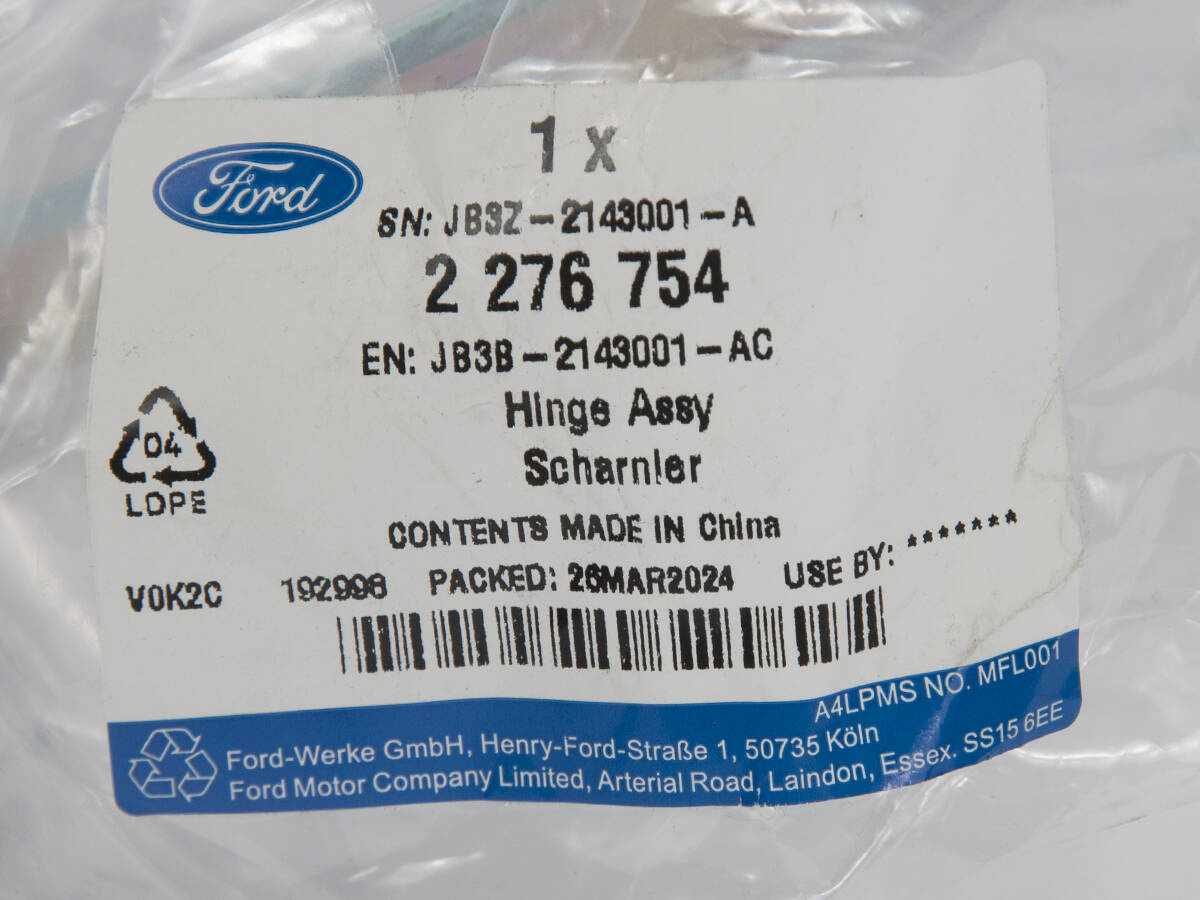 1 x
Ford
SN: JB3Z-2143001-A
2 276 754
EN: JB3B-2143001-AC
Hinge Assy
Scharnier
04
LDPE
CONTENTS MADE IN China
V0K2C 192996 PACKED: 26MAR2024 USE BY: *******
A4LPMS NO. MFL001
Ford-Werke GmbH, Henry-Ford-Straße 1, 50735 Köln
Ford Motor Company Limited, Arterial Road, Laindon, Essex. SS15 6EE